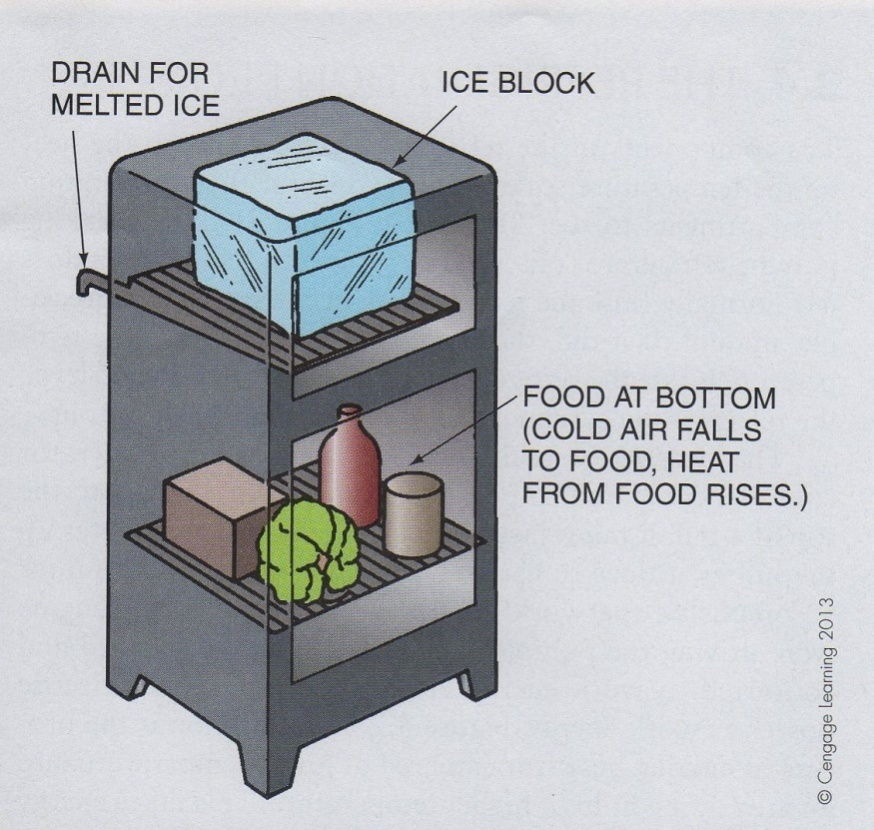 DRAIN FOR
MELTED ICE
ICE BLOCK
FOOD AT BOTTOM
(COLD AIR FALLS
TO FOOD, HEAT
FROM FOOD RISES.)
© Cengage Learning 2013